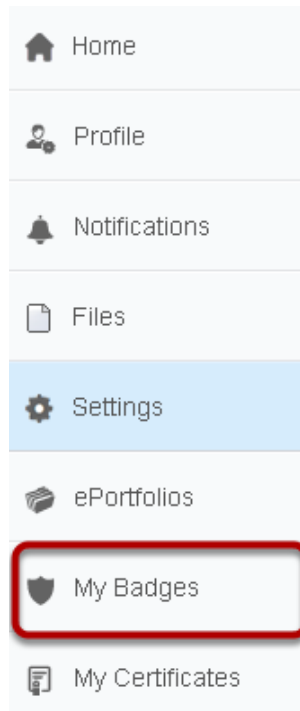 Home
Profile
Notifications
Files
Settings
ePortfolios
My Badges
My Certificates